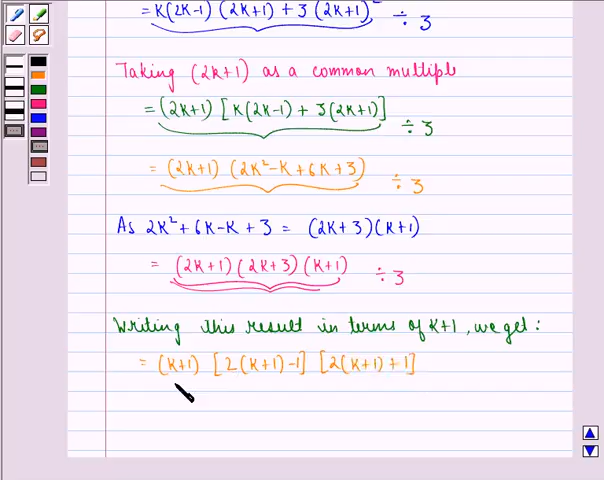 = K(2K-1) (2K+1) + 3 (2K+1)² ÷ 3
Taking (2K+1) as a common multiple
= (2K+1) [K(2K-1) + 3(2K+1)] ÷ 3
= (2K+1) (2K²-K+6K+3) ÷ 3
As 2K²+6K-K+3 = (2K+3)(K+1)
= (2K+1)(2K+3)(K+1) ÷ 3
Writing this result in terms of K+1, we get:
= (K+1) [2(K+1)-1] [2(K+1)+1]